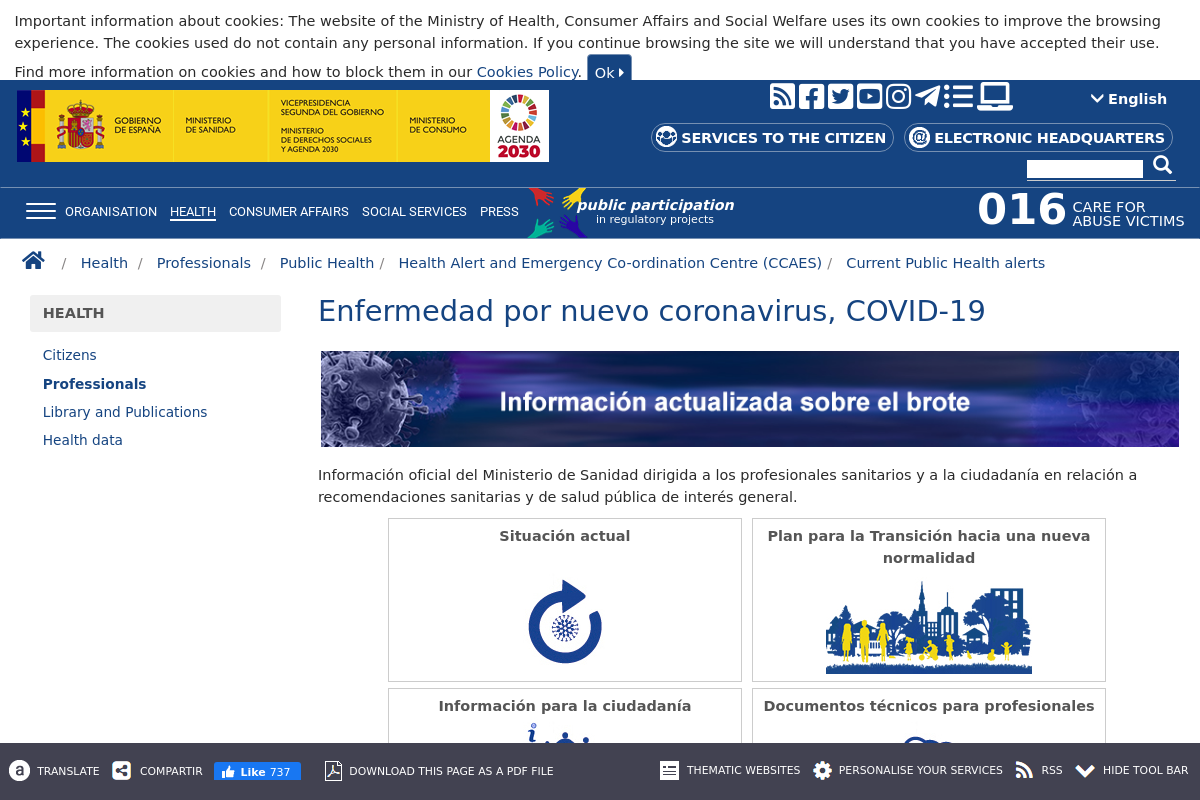 Important information about cookies: The website of the Ministry of Health, Consumer Affairs and Social Welfare uses its own cookies to improve the browsing
experience. The cookies used do not contain any personal information. If you continue browsing the site we will understand that you have accepted their use.
Find more information on cookies and how to block them in our Cookies Policy. Ok
GOBIERNO
DE ESPAÑA
MINISTERIO
DE SANIDAD
VICEPRESIDENCIA
SEGUNDA DEL GOBIERNO
MINISTERIO
DE DERECHOS SOCIALES
Y AGENDA 2030
MINISTERIO
DE CONSUMO
AGENDA
2030
English
SERVICES TO THE CITIZEN
@ ELECTRONIC HEADQUARTERS
ORGANISATION HEALTH CONSUMER AFFAIRS SOCIAL SERVICES PRESS
public participation
in regulatory projects
016 CARE FOR
ABUSE VICTIMS
/ Health / Professionals / Public Health / Health Alert and Emergency Co-ordination Centre (CCAES) / Current Public Health alerts
HEALTH
Citizens
Professionals
Library and Publications
Health data
Enfermedad por nuevo coronavirus, COVID-19
Información actualizada sobre el brote
Información oficial del Ministerio de Sanidad dirigida a los profesionales sanitarios y a la ciudadanía en relación a
recomendaciones sanitarias y de salud pública de interés general.
Situación actual
Plan para la Transición hacia una nueva
normalidad
Información para la ciudadanía
i
Documentos técnicos para profesionales
a TRANSLATE COMPARTIR Like 737 DOWNLOAD THIS PAGE AS A PDF FILE THEMATIC WEBSITES PERSONALISE YOUR SERVICES RSS HIDE TOOL BAR